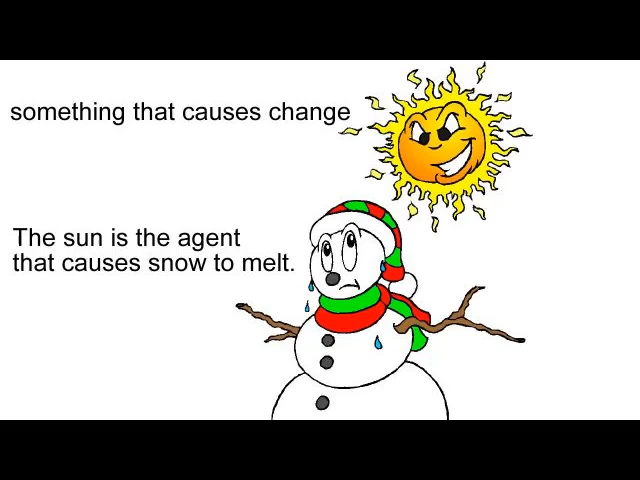 something that causes change
The sun is the agent
that causes snow to melt.